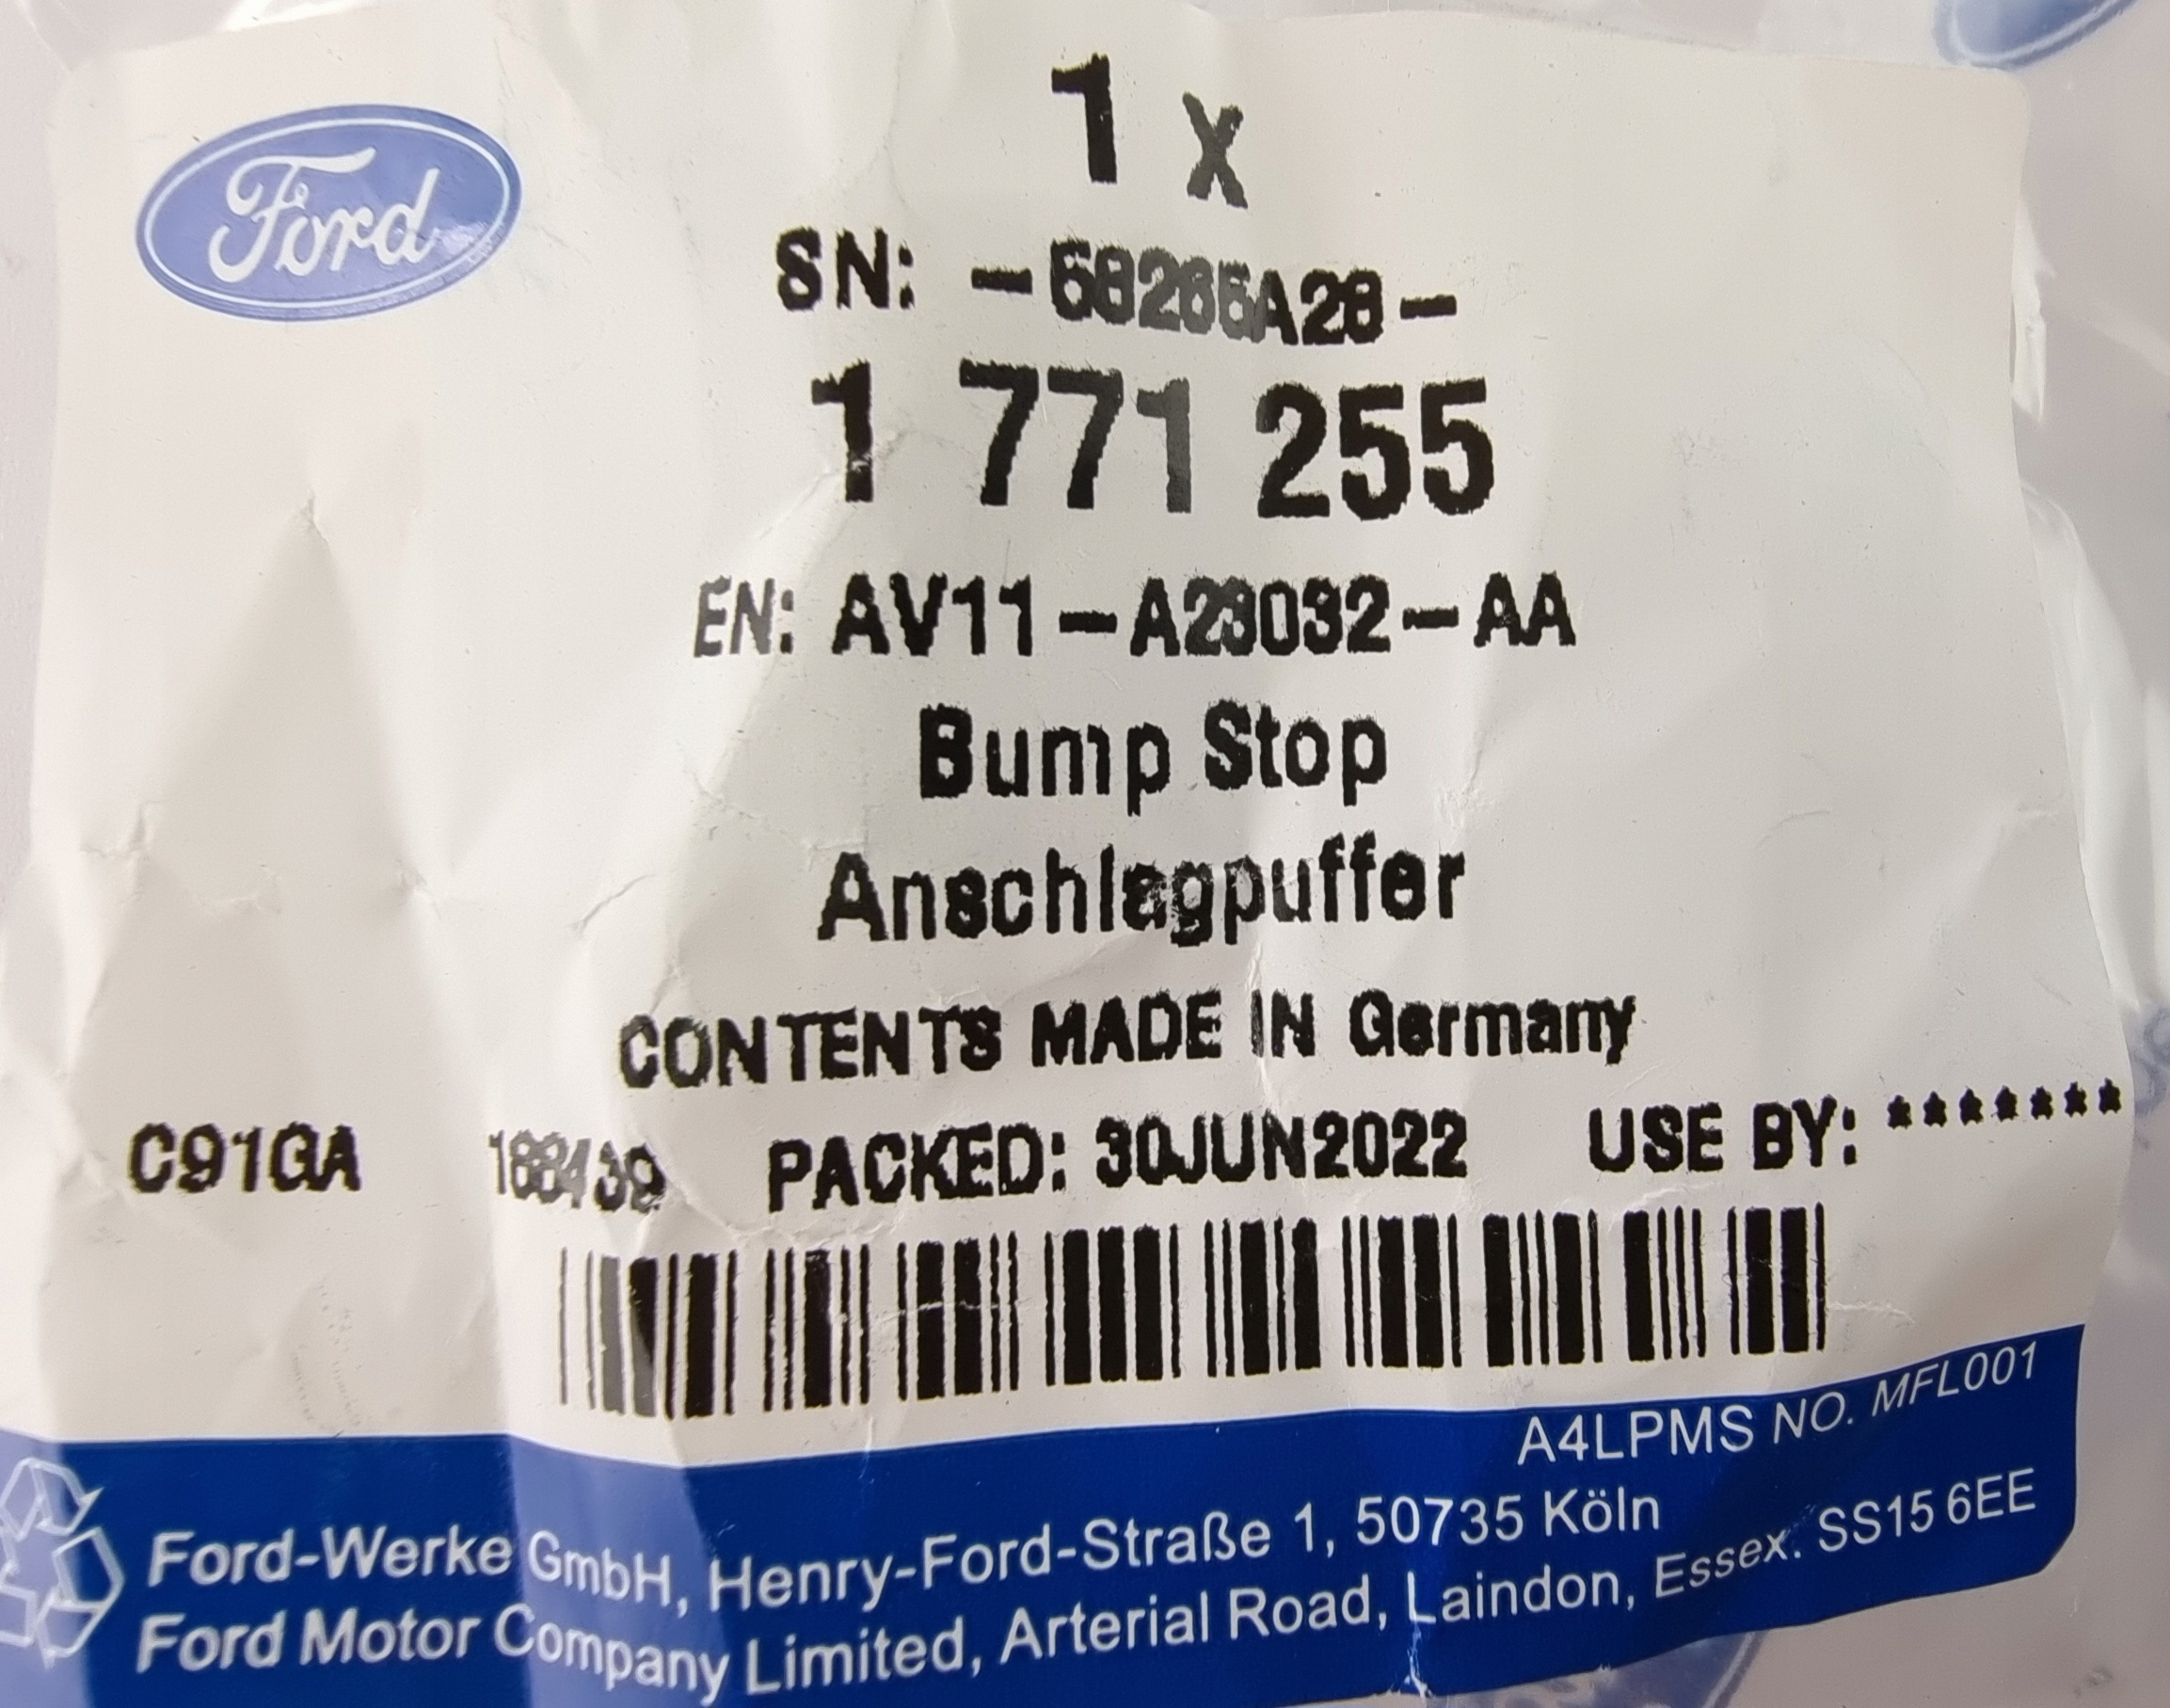 Ford
1 x
SN: -
1 771 255
EN: AV11-A23032-AA
Bump Stop
Anschlagpuffer
CONTENTS MADE IN Germany
C91GA PACKED: 30JUN2022 USE BY: *******
A4LPMS NO. MFL001
Ford-Werke GmbH, Henry-Ford-Straße 1, 50735 Köln
Ford Motor Company Limited, Arterial Road, Laindon, Essex. SS15 6EE